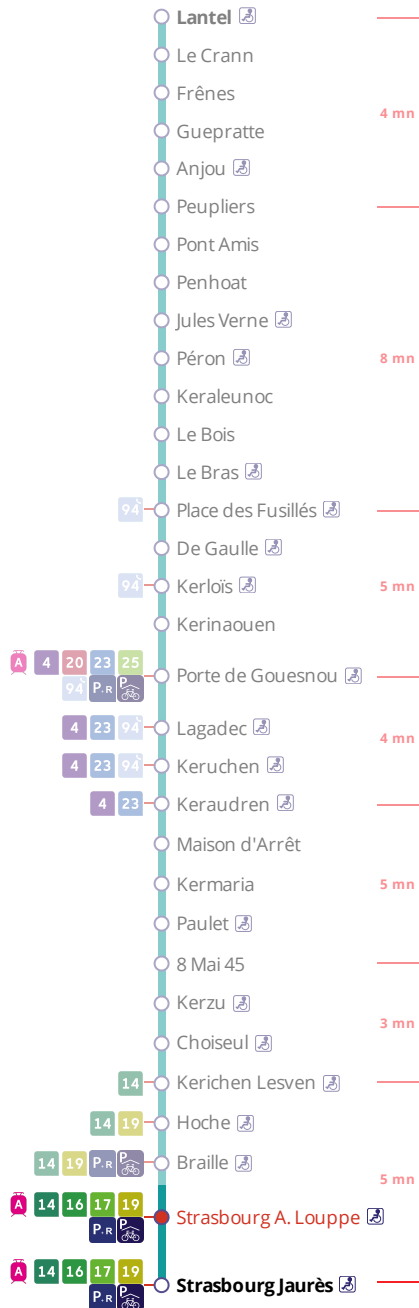 Lantel
Le Crann
Frênes
4 mn
Guepratte
Anjou
Peupliers
Pont Amis
Penhoat
Jules Verne
Péron
8 mn
Keraleunoc
Le Bois
Le Bras
94 Place des Fusillés
De Gaulle
94 Kerloïs
5 mn
Kerinaouen
A 4 20 23 25
Porte de Gouesnou
94 P.R P
4 23 94 Lagadec
4 mn
4 23 94 Keruchen
4 23 Keraudren
Maison d'Arrêt
Kermaria
5 mn
Paulet
8 Mai 45
Kerzu
3 mn
Choiseul
14 Kerichen Lesven
14 19 Hoche
14 19 P.R P Braille
5 mn
A 14 16 17 19
Strasbourg A. Louppe
P.R P
A 14 16 17 19
Strasbourg Jaurès
P.R P